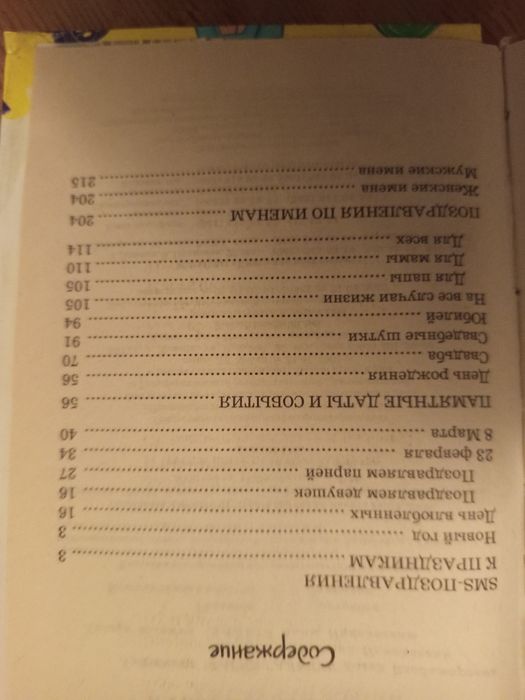 Содержание
SMS-ПОЗДРАВЛЕНИЯ
К ПРАЗДНИКАМ 3
Новый год 3
День влюбленных 16
Поздравляем девушек 16
Поздравляем парней 27
23 февраля 34
8 Марта 40
ПАМЯТНЫЕ ДАТЫ И СОБЫТИЯ 56
День рождения 56
Свадьба 70
Свадебные шутки 91
Юбилей 94
На все случаи жизни 105
Для папы 105
Для мамы 110
Для всех 114
ПОЗДРАВЛЕНИЯ ПО ИМЕНАМ 204
Женские имена 204
Мужские имена 215